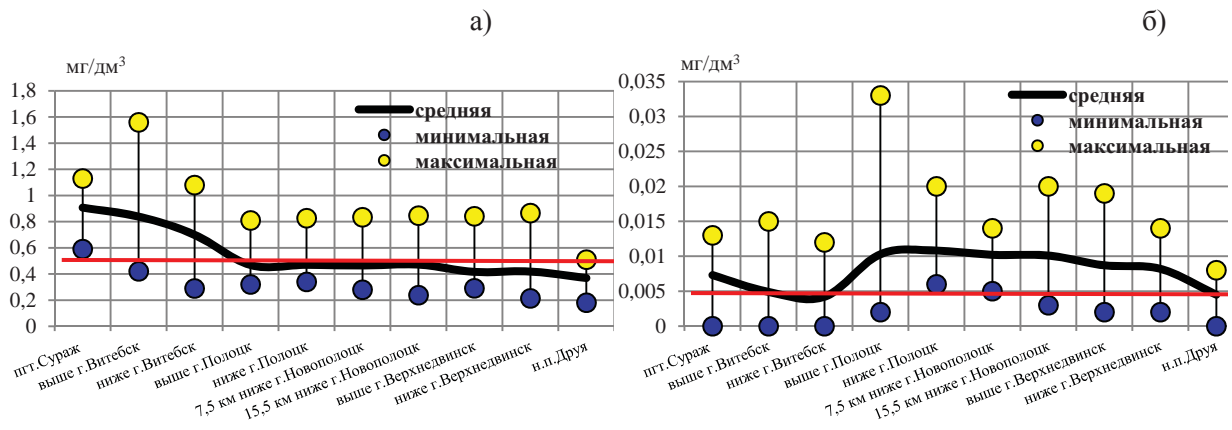 а)
мг/дм³
1,8
1,6
1,4
1,2
1
0,8
0,6
0,4
0,2
0
средняя
минимальная
максимальная
пгт.Сураж
выше г.Витебск
ниже г.Витебск
выше г.Полоцк
ниже г.Полоцк
7,5 км ниже г.Новополоцк
15,5 км ниже г.Новополоцк
выше г.Верхнедвинск
ниже г.Верхнедвинск
н.п.Друя
б)
мг/дм³
0,035
0,03
0,025
0,02
0,015
0,01
0,005
0
средняя
минимальная
максимальная
пгт.Сураж
выше г.Витебск
ниже г.Витебск
выше г.Полоцк
ниже г.Полоцк
7,5 км ниже г.Новополоцк
15,5 км ниже г.Новополоцк
выше г.Верхнедвинск
ниже г.Верхнедвинск
н.п.Друя